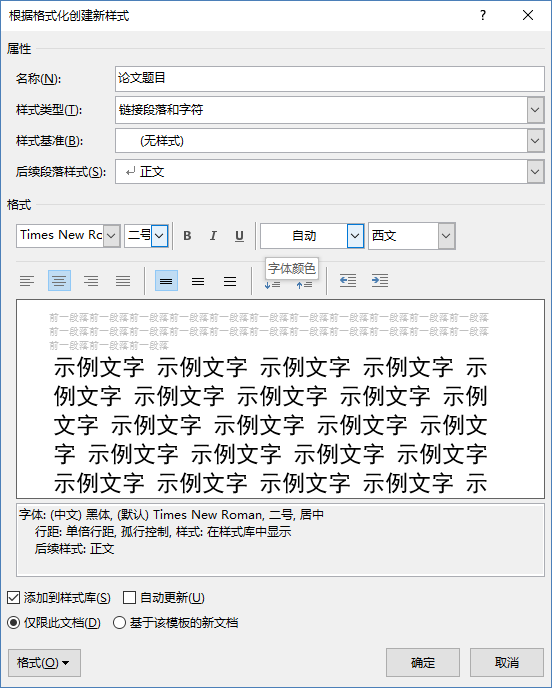 根据格式化创建新样式
属性
名称(N): 论文题目
样式类型(T): 链接段落和字符
样式基准(B): (无样式)
后续段落样式(S): ↵ 正文
格式
Times New Ro 二号 B I U 自动 西文
字体颜色
前一段落前一段落前一段落前一段落前一段落前一段落前一段落前一段落前一段落前一段落前一段落
前一段落前一段落前一段落前一段落前一段落前一段落前一段落前一段落前一段落前一段落前一段落
前一段落前一段落前一段落
示例文字 示例文字 示例文字 示例文字 示
例文字 示例文字 示例文字 示例文字 示例
文字 示例文字 示例文字 示例文字 示例文
字 示例文字 示例文字 示例文字 示例文字
示例文字 示例文字 示例文字 示例文字 示
字体: (中文) 黑体, (默认) Times New Roman, 二号, 居中
行距: 单倍行距, 孤行控制, 样式: 在样式库中显示
后续样式: 正文
添加到样式库(S) 自动更新(U)
仅限此文档(D) 基于该模板的新文档
格式(O) 确定 取消